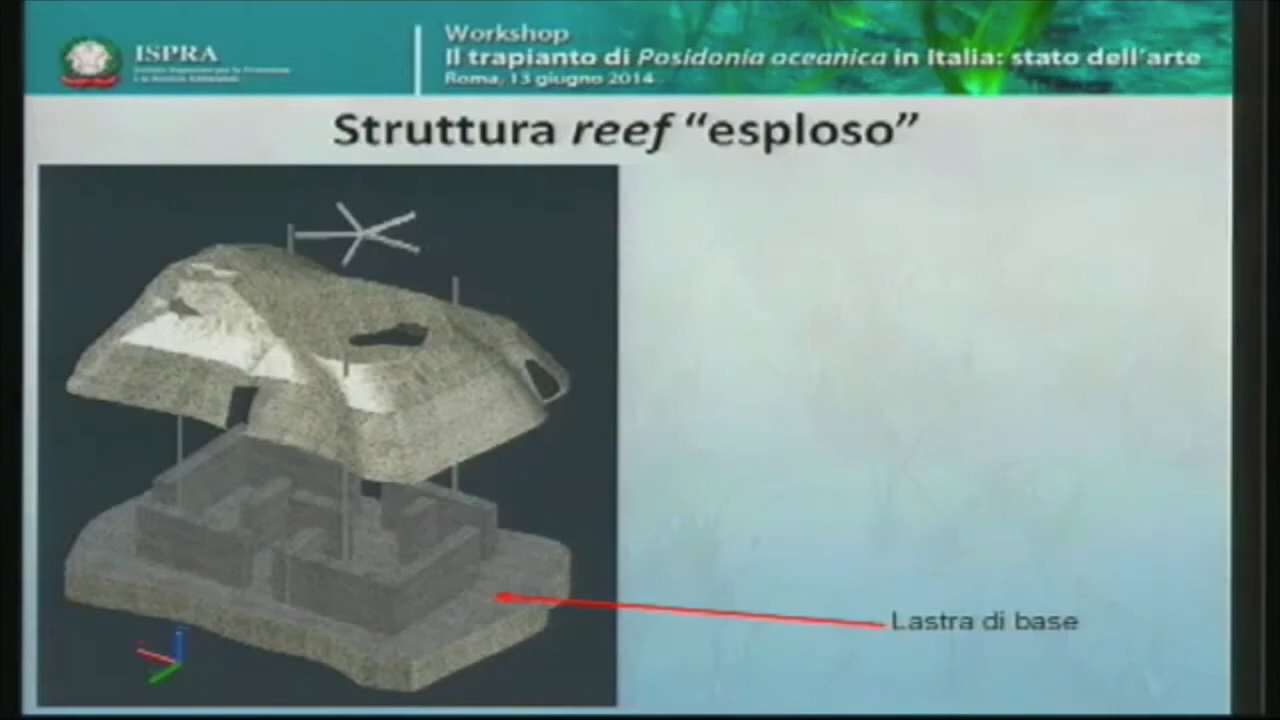 ISPRA
Workshop
Il trapianto di Posidonia oceanica in Italia: stato dell'arte
Roma, 13 giugno 2014
Struttura reef “esploso”
Lastra di base